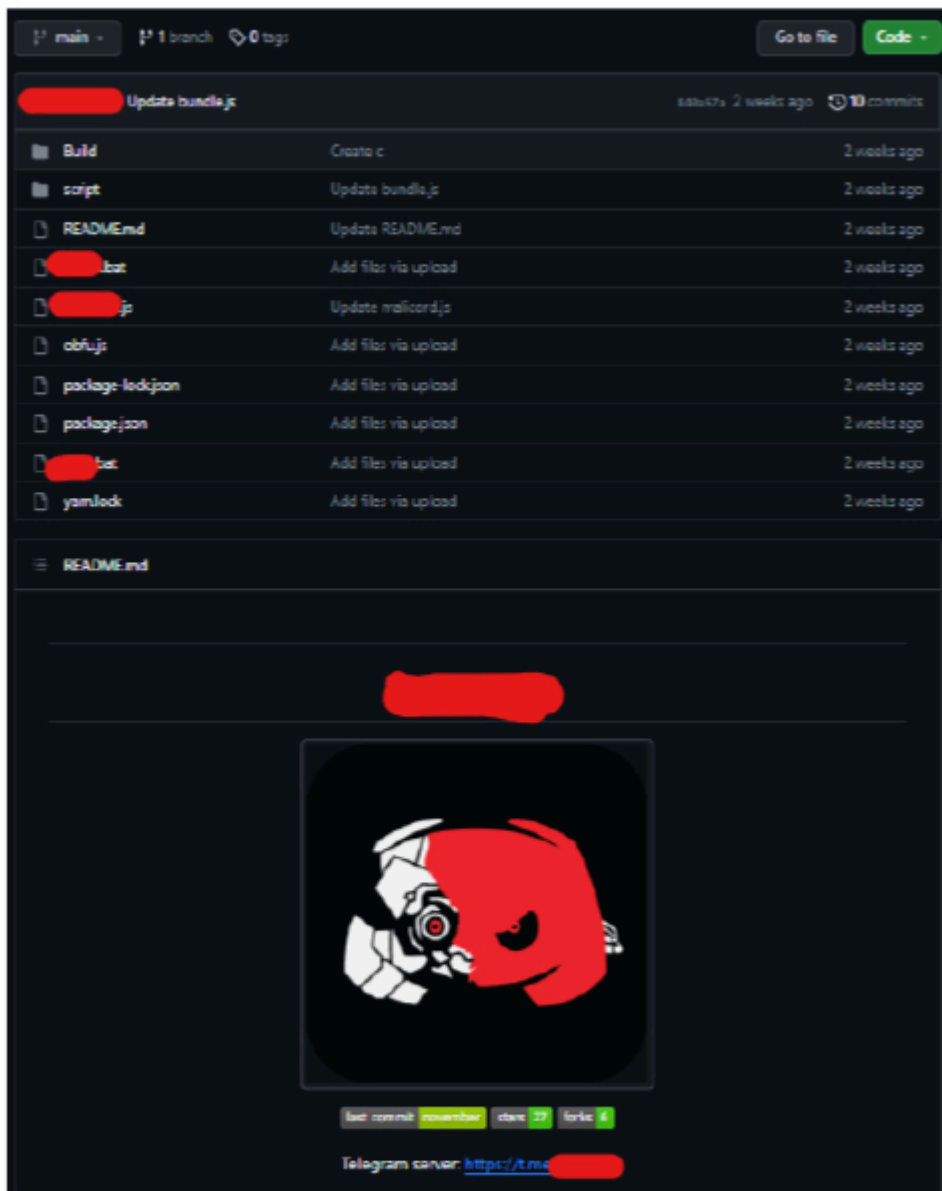 main 1 branch 0 tags Go to file Code
Update bundle.js 2 weeks ago 10 commits
Build Create c 2 weeks ago
script Update bundle.js 2 weeks ago
README.md Update README.md 2 weeks ago
.bat Add files via upload 2 weeks ago
.js Update malicord.js 2 weeks ago
obfu.js Add files via upload 2 weeks ago
package-lock.json Add files via upload 2 weeks ago
package.json Add files via upload 2 weeks ago
.bat Add files via upload 2 weeks ago
yarn.lock Add files via upload 2 weeks ago
README.md
last commit november stars 27 forks 6
Telegram server: https://t.me